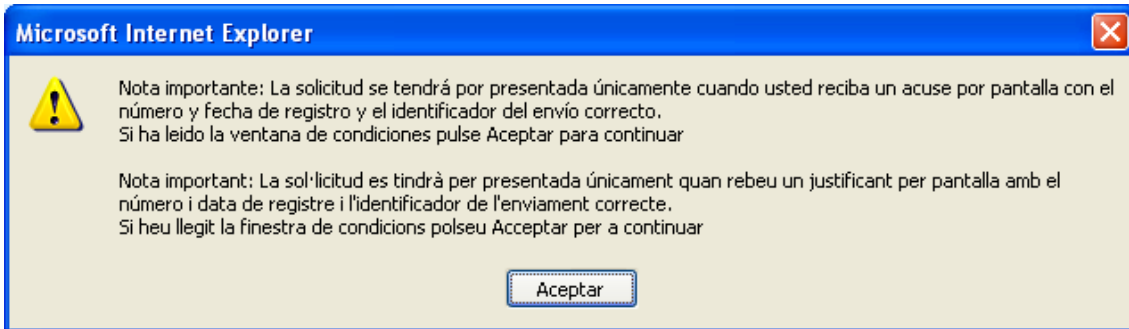 Microsoft Internet Explorer
Nota importante: La solicitud se tendrá por presentada únicamente cuando usted reciba un acuse por pantalla con el
número y fecha de registro y el identificador del envío correcto.
Si ha leido la ventana de condiciones pulse Aceptar para continuar
Nota important: La sol·licitud es tindrà per presentada únicament quan rebeu un justificant per pantalla amb el
número i data de registre i l'identificador de l'enviament correcte.
Si heu llegit la finestra de condicions polseu Acceptar per a continuar
Aceptar